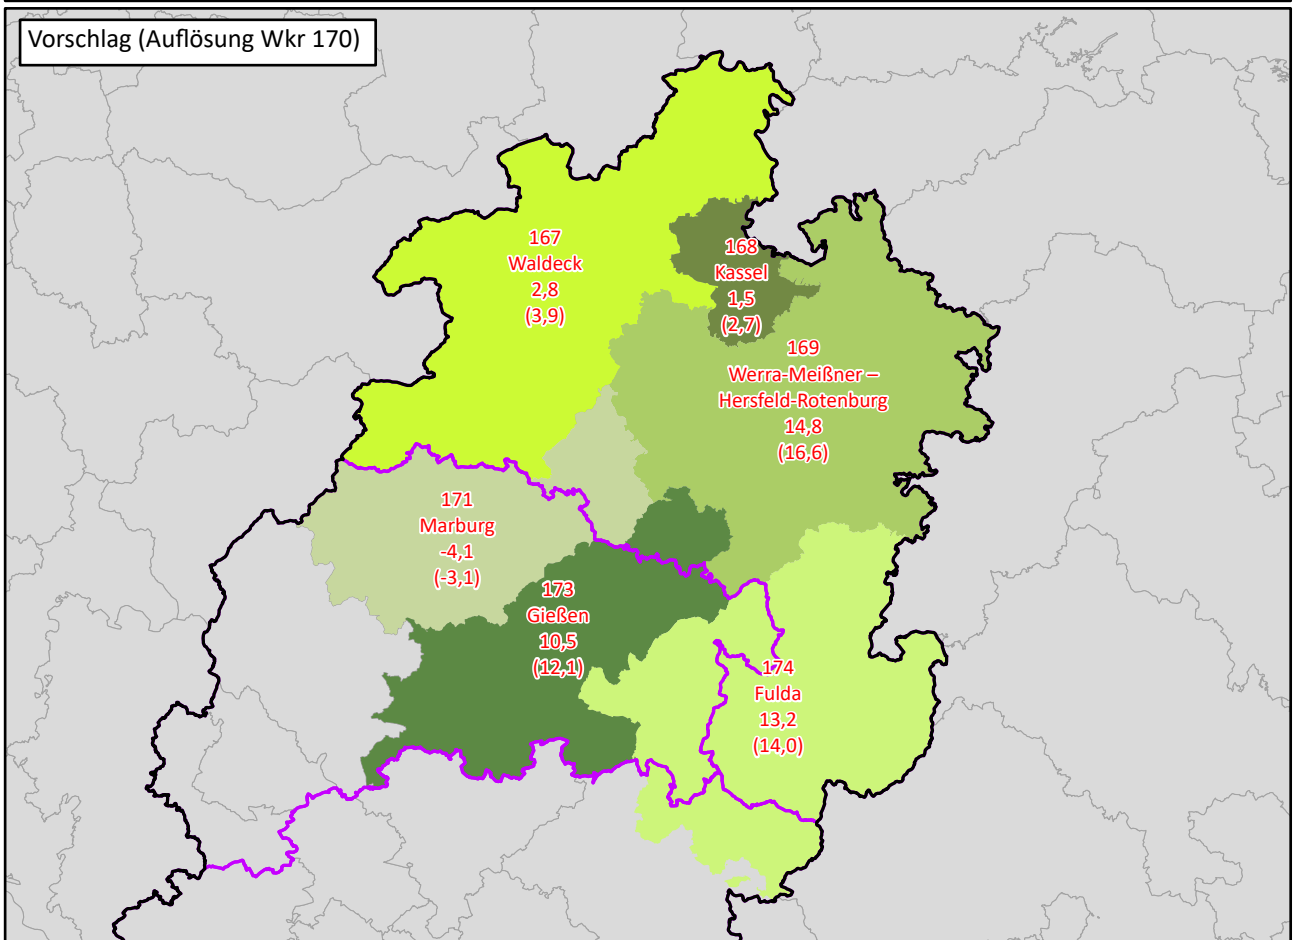 Vorschlag (Auflösung Wkr 170)
167
Waldeck
2,8
(3,9)
168
Kassel
1,5
(2,7)
169
Werra-Meißner –
Hersfeld-Rotenburg
14,8
(16,6)
171
Marburg
-4,1
(-3,1)
173
Gießen
10,5
(12,1)
174
Fulda
13,2
(14,0)